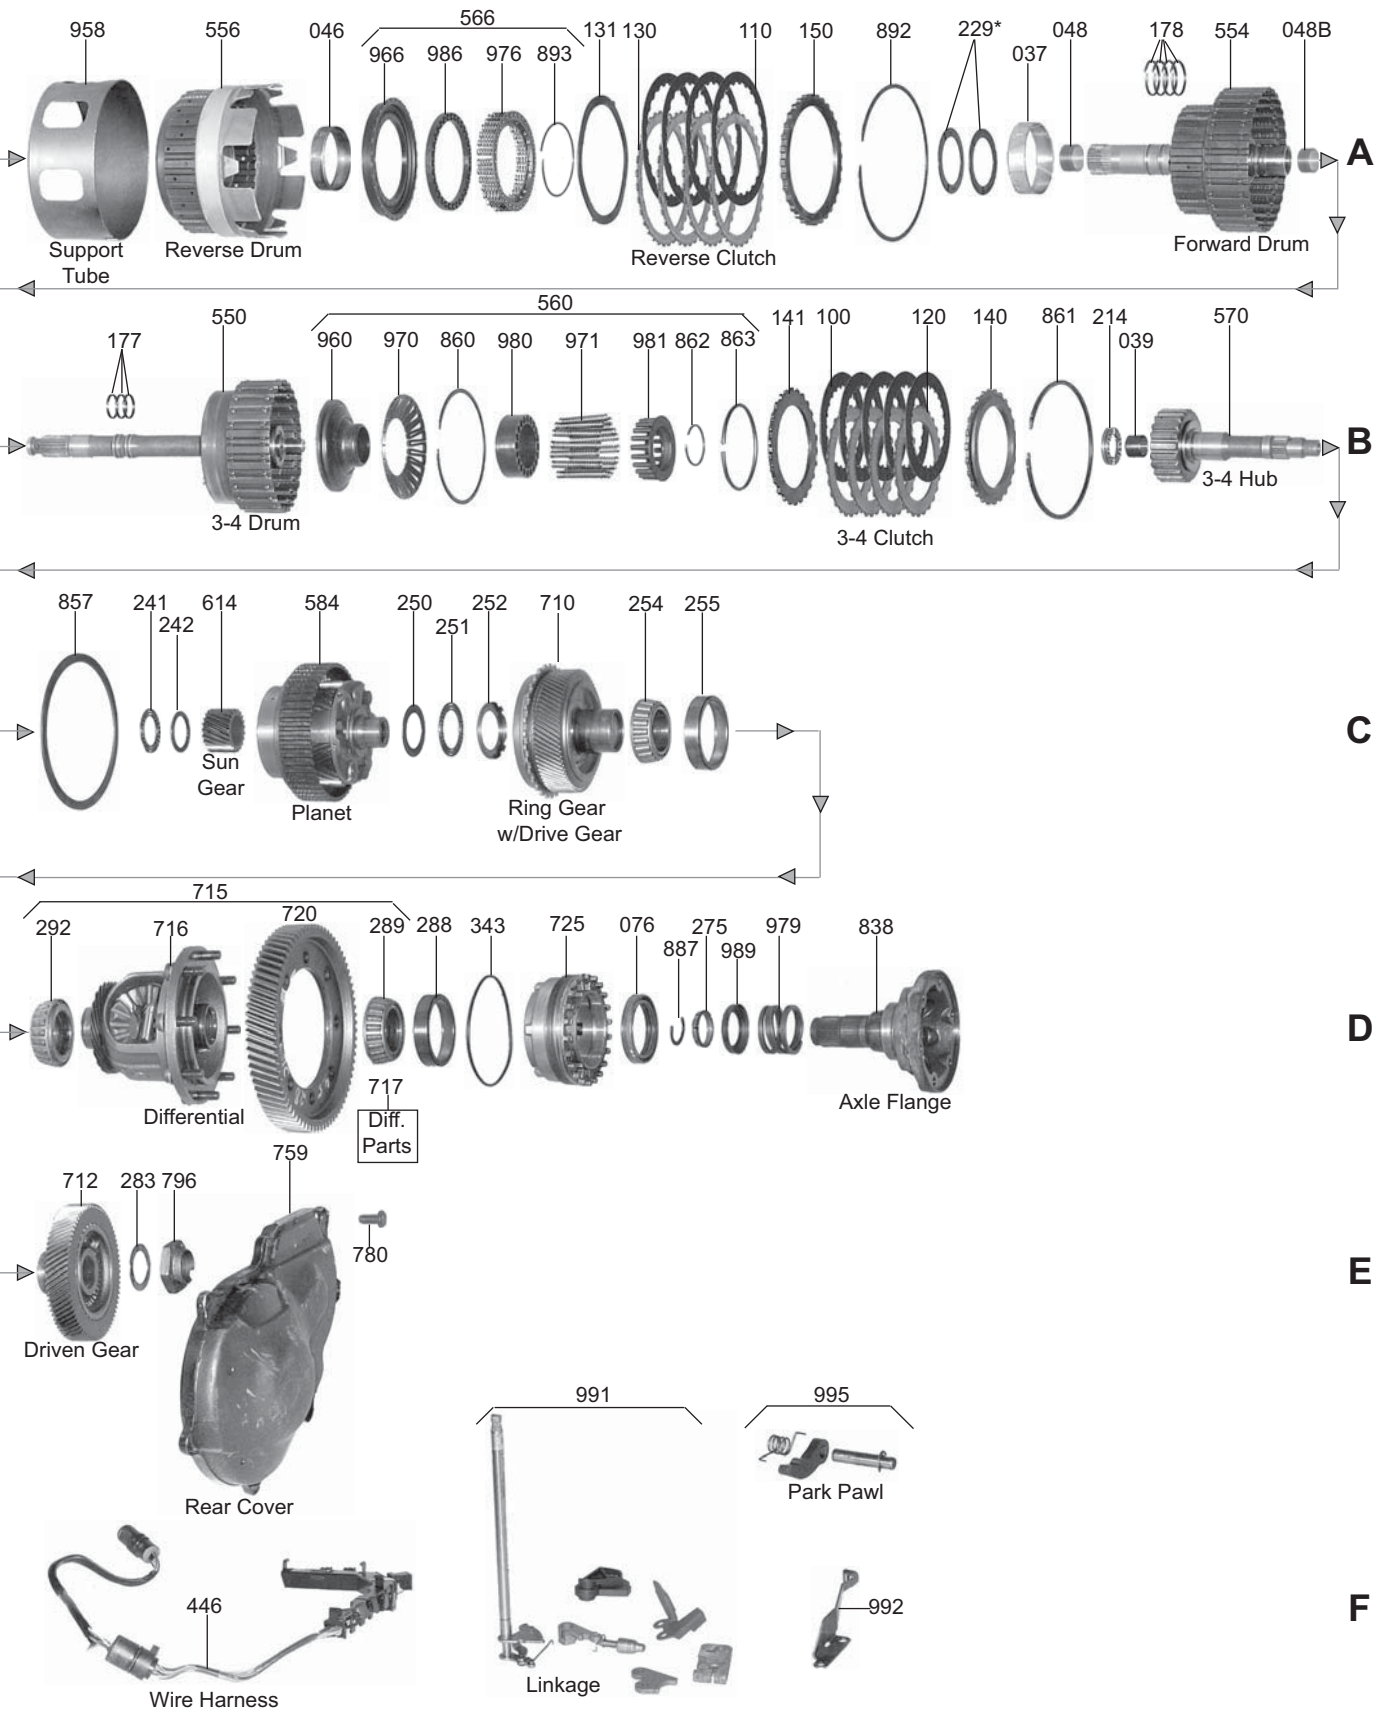 566
958 556 046 131 130 110 150 892 229* 048 178 554 048B
966 986 976 893 037
A
Support
Tube
Reverse Drum
Reverse Clutch
Forward Drum
560
550 141 100 120 140 861 214 570
177 960 970 860 980 971 981 862 863 039
B
3-4 Drum
3-4 Clutch
3-4 Hub
857 241 614 584 250 252 710 254 255
242 251
C
Sun
Gear
Planet
Ring Gear
w/Drive Gear
715
292 716 720 289 288 343 725 076 275 979 838
887 989
D
Differential
717
Diff.
Parts
Axle Flange
759
712 283 796
780
E
Driven Gear
Rear Cover
991 995
Park Pawl
446
992
F
Wire Harness
Linkage